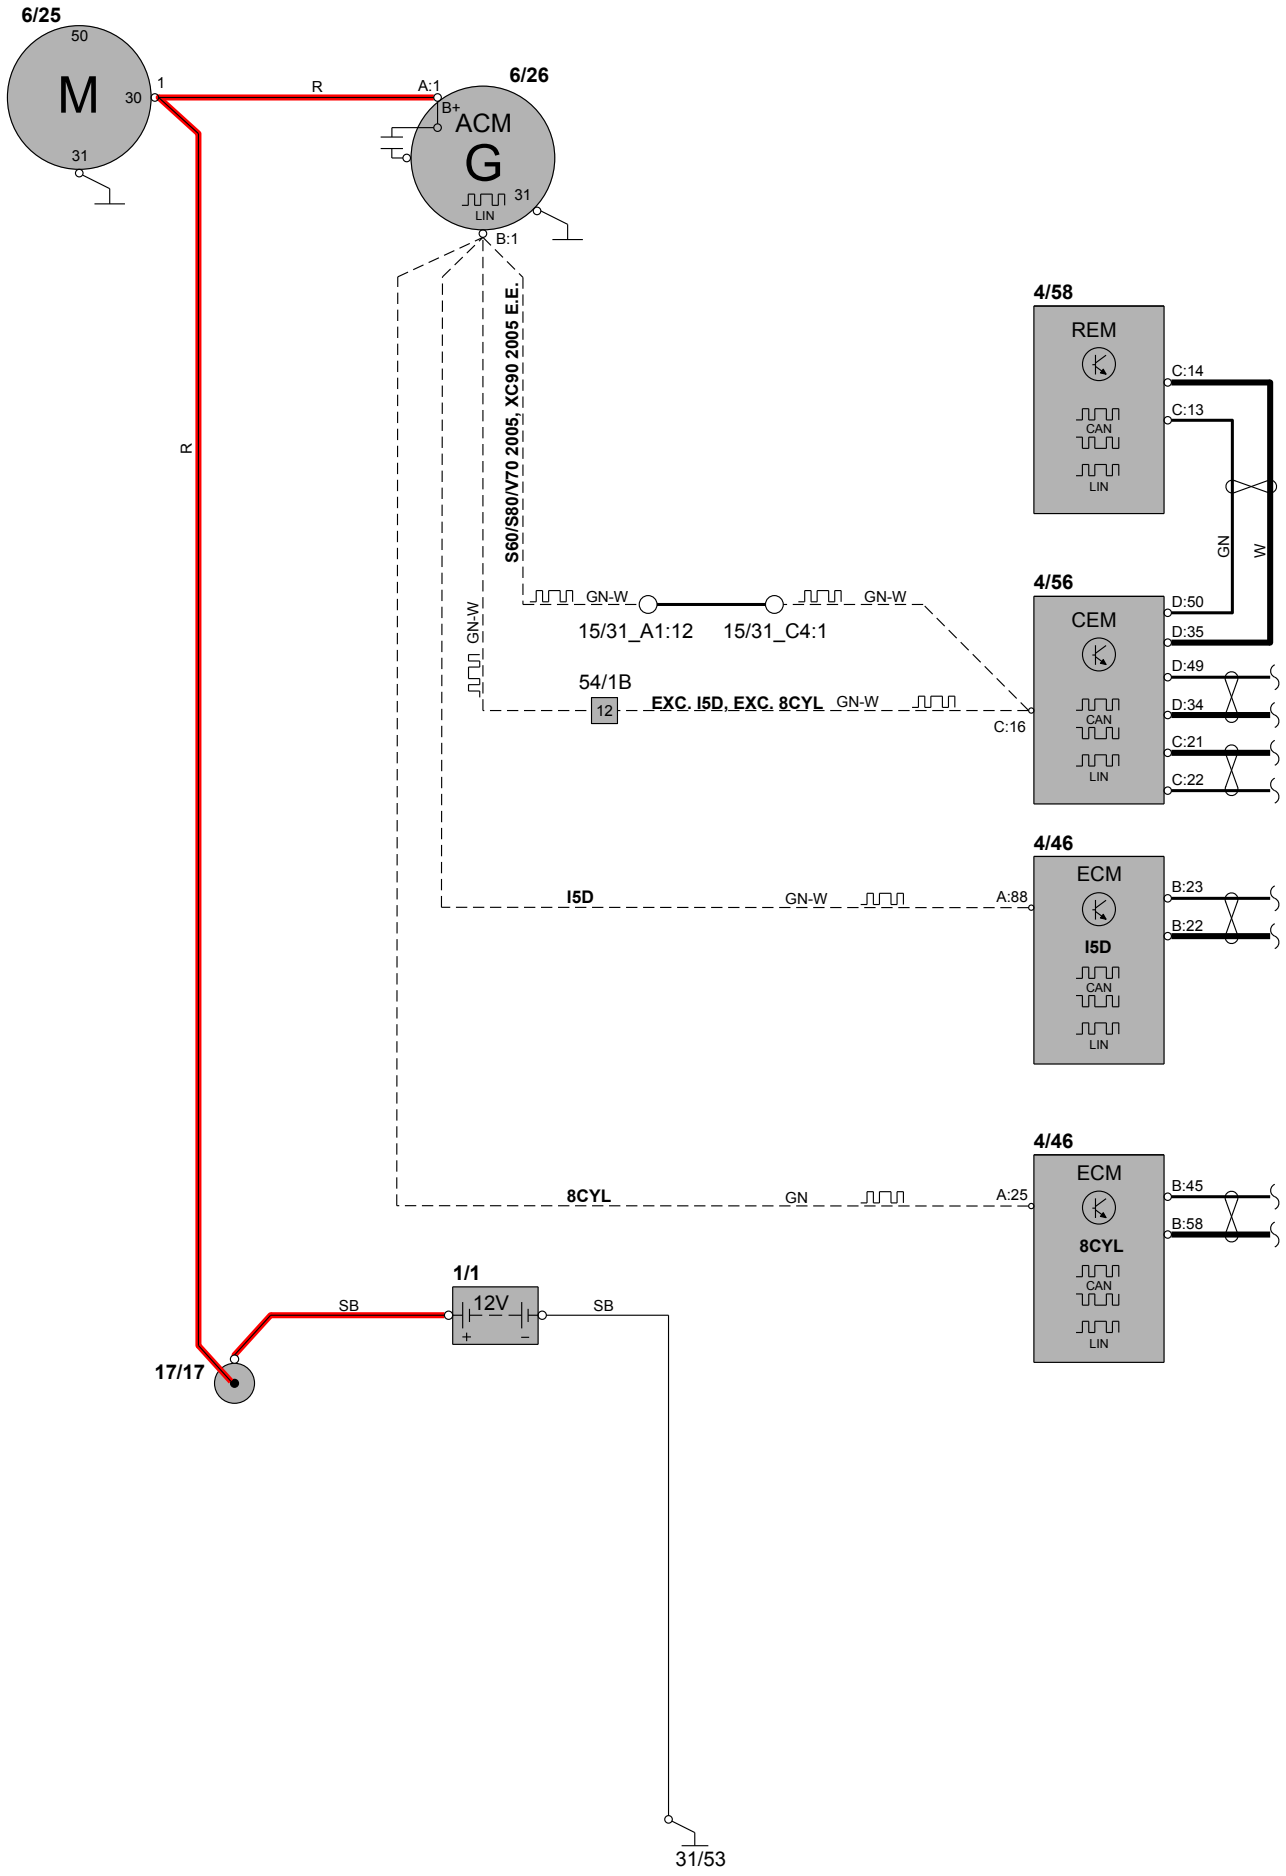 6/25
50
M
30
1
31
R
A:1
6/26
B+
ACM
G
31
LIN
B:1
S60/S80/V70 2005, XC90 2005 E.E.
R
4/58
REM
CAN
LIN
C:14
C:13
GN
W
GN-W
GN-W
GN-W
15/31_A1:12
15/31_C4:1
54/1B
12
EXC. I5D, EXC. 8CYL
GN-W
C:16
4/56
CEM
CAN
LIN
D:50
D:35
D:49
D:34
C:21
C:22
I5D
GN-W
A:88
4/46
ECM
I5D
CAN
LIN
B:23
B:22
8CYL
GN
A:25
4/46
ECM
8CYL
CAN
LIN
B:45
B:58
1/1
SB
12V
+
−
SB
17/17
31/53